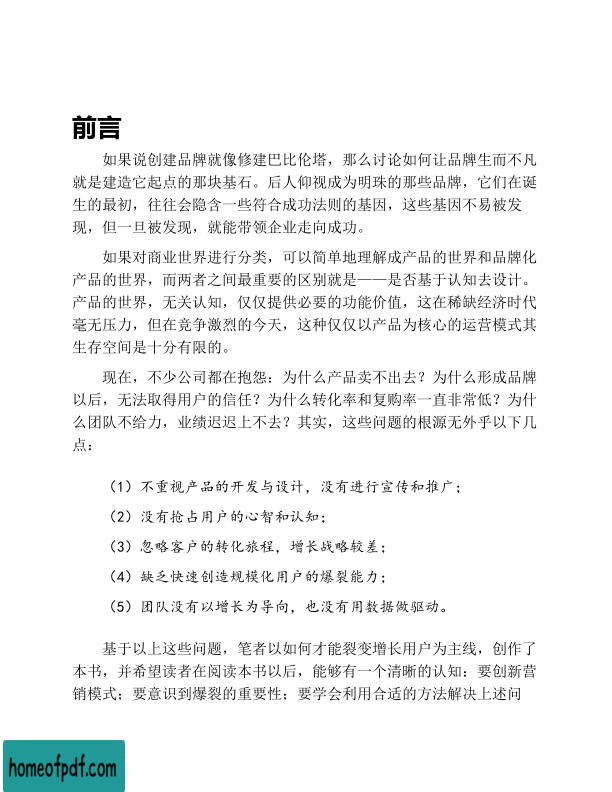 前言
如果说创建品牌就像修建巴比伦塔，那么讨论如何让品牌生而不凡
就是建造它起点的那块基石。后人仰视成为明珠的那些品牌，它们在诞
生的最初，往往会隐含一些符合成功法则的基因，这些基因不易被发
现，但一旦被发现，就能带领企业走向成功。
如果对商业世界进行分类，可以简单地理解成产品的世界和品牌化
产品的世界，而两者之间最重要的区别就是——是否基于认知去设计。
产品的世界，无关认知，仅仅提供必要的功能价值，这在稀缺经济时代
毫无压力，但在竞争激烈的今天，这种仅仅以产品为核心的运营模式其
生存空间是十分有限的。
现在，不少公司都在抱怨：为什么产品卖不出去？为什么形成品牌
以后，无法取得用户的信任？为什么转化率和复购率一直非常低？为什
么团队不给力，业绩迟迟上不去？其实，这些问题的根源无外乎以下几
点：
（1）不重视产品的开发与设计，没有进行宣传和推广；
（2）没有抢占用户的心智和认知；
（3）忽略客户的转化旅程，增长战略较差；
（4）缺乏快速创造规模化用户的爆裂能力；
（5）团队没有以增长为导向，也没有用数据做驱动。
基于以上这些问题，笔者以如何才能裂变增长用户为主线，创作了
本书，并希望读者在阅读本书以后，能够有一个清晰的认知：要创新营
销模式；要意识到爆裂的重要性；要学会利用合适的方法解决上述问
homeofpdf.com